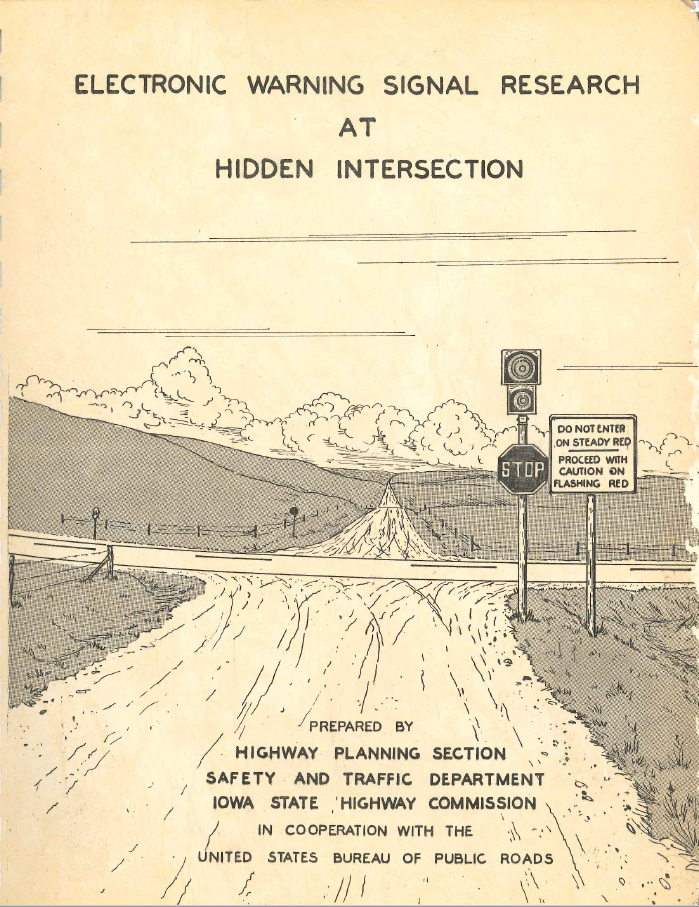 ELECTRONIC WARNING SIGNAL RESEARCH
AT
HIDDEN INTERSECTION
DO NOT ENTER
ON STEADY RED
PROCEED WITH
CAUTION ON
FLASHING RED
STOP
PREPARED BY
HIGHWAY PLANNING SECTION
SAFETY AND TRAFFIC DEPARTMENT
IOWA STATE HIGHWAY COMMISSION
IN COOPERATION WITH THE
UNITED STATES BUREAU OF PUBLIC ROADS